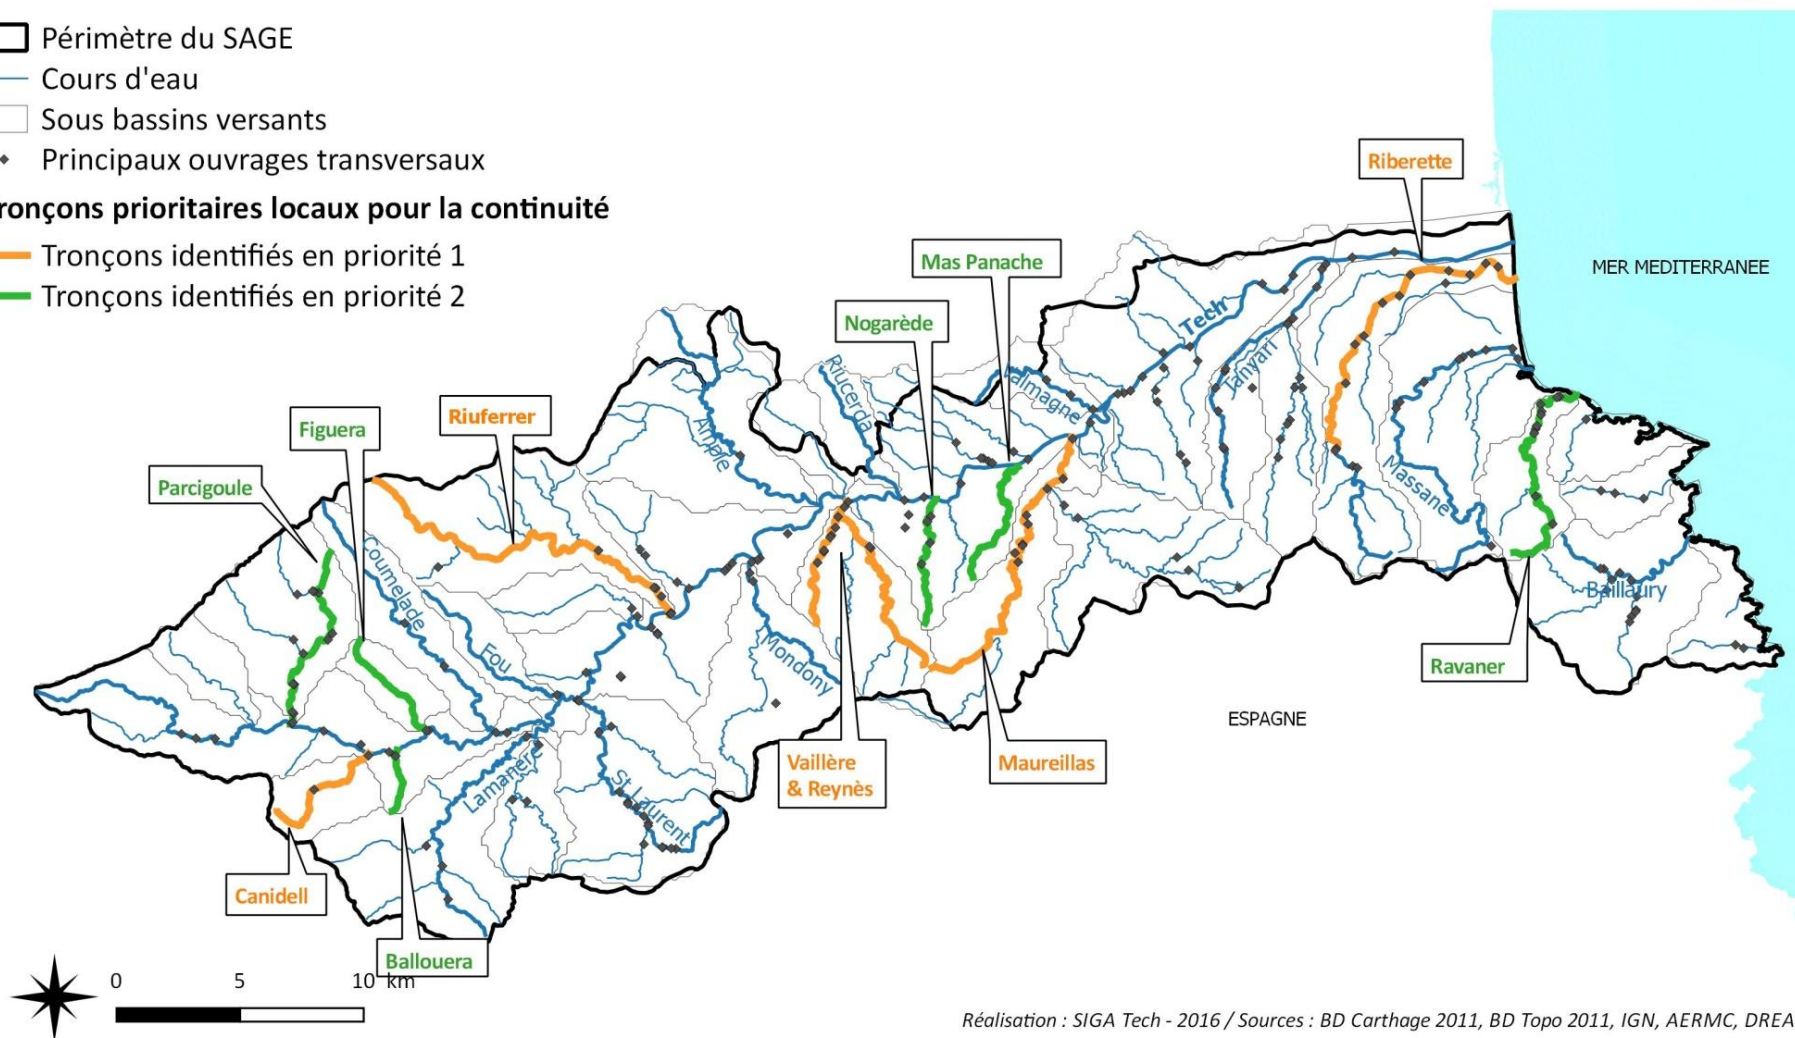 Périmètre du SAGE
Cours d'eau
Sous bassins versants
Principaux ouvrages transversaux
ronçons prioritaires locaux pour la continuité
Tronçons identifiés en priorité 1
Tronçons identifiés en priorité 2
Riberette
Mas Panache
MER MEDITERRANEE
Nogarède
Tech
Tanyari
Riucerda
almagne
Figuera
Riuferrer
Ample
Parcigoule
Massane
Coumelade
Baillaury
Fou
Mondony
Ravaner
ESPAGNE
Vaillère
& Reynès
Maureillas
Lamanère
St Laurent
Canidell
Ballouera
0 5 10 km
Réalisation : SIGA Tech - 2016 / Sources : BD Carthage 2011, BD Topo 2011, IGN, AERMC, DREA